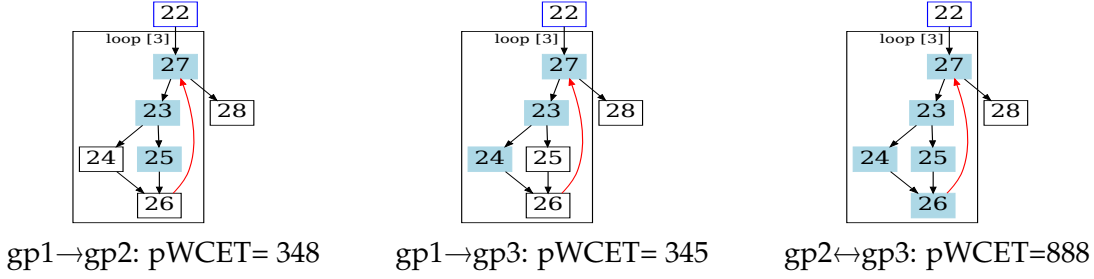 22 22 22
loop [3] loop [3] loop [3]
27 27 27
23 28 23 28 23 28
24 25 24 25 24 25
26 26 26
gp1→gp2: pWCET= 348 gp1→gp3: pWCET= 345 gp2↔gp3: pWCET=888